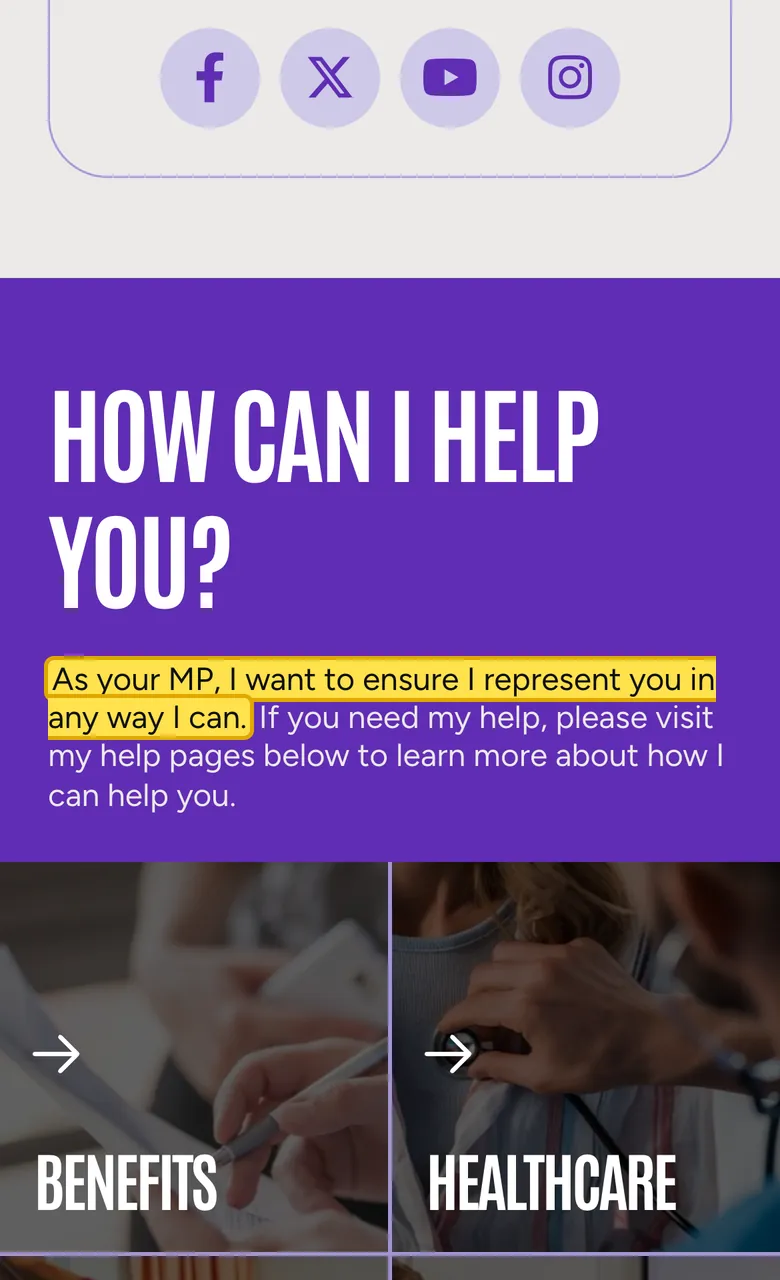 HOW CAN I HELP
YOU?
As your MP, I want to ensure I represent you in
any way I can. If you need my help, please visit
my help pages below to learn more about how I
can help you.
BENEFITS
HEALTHCARE